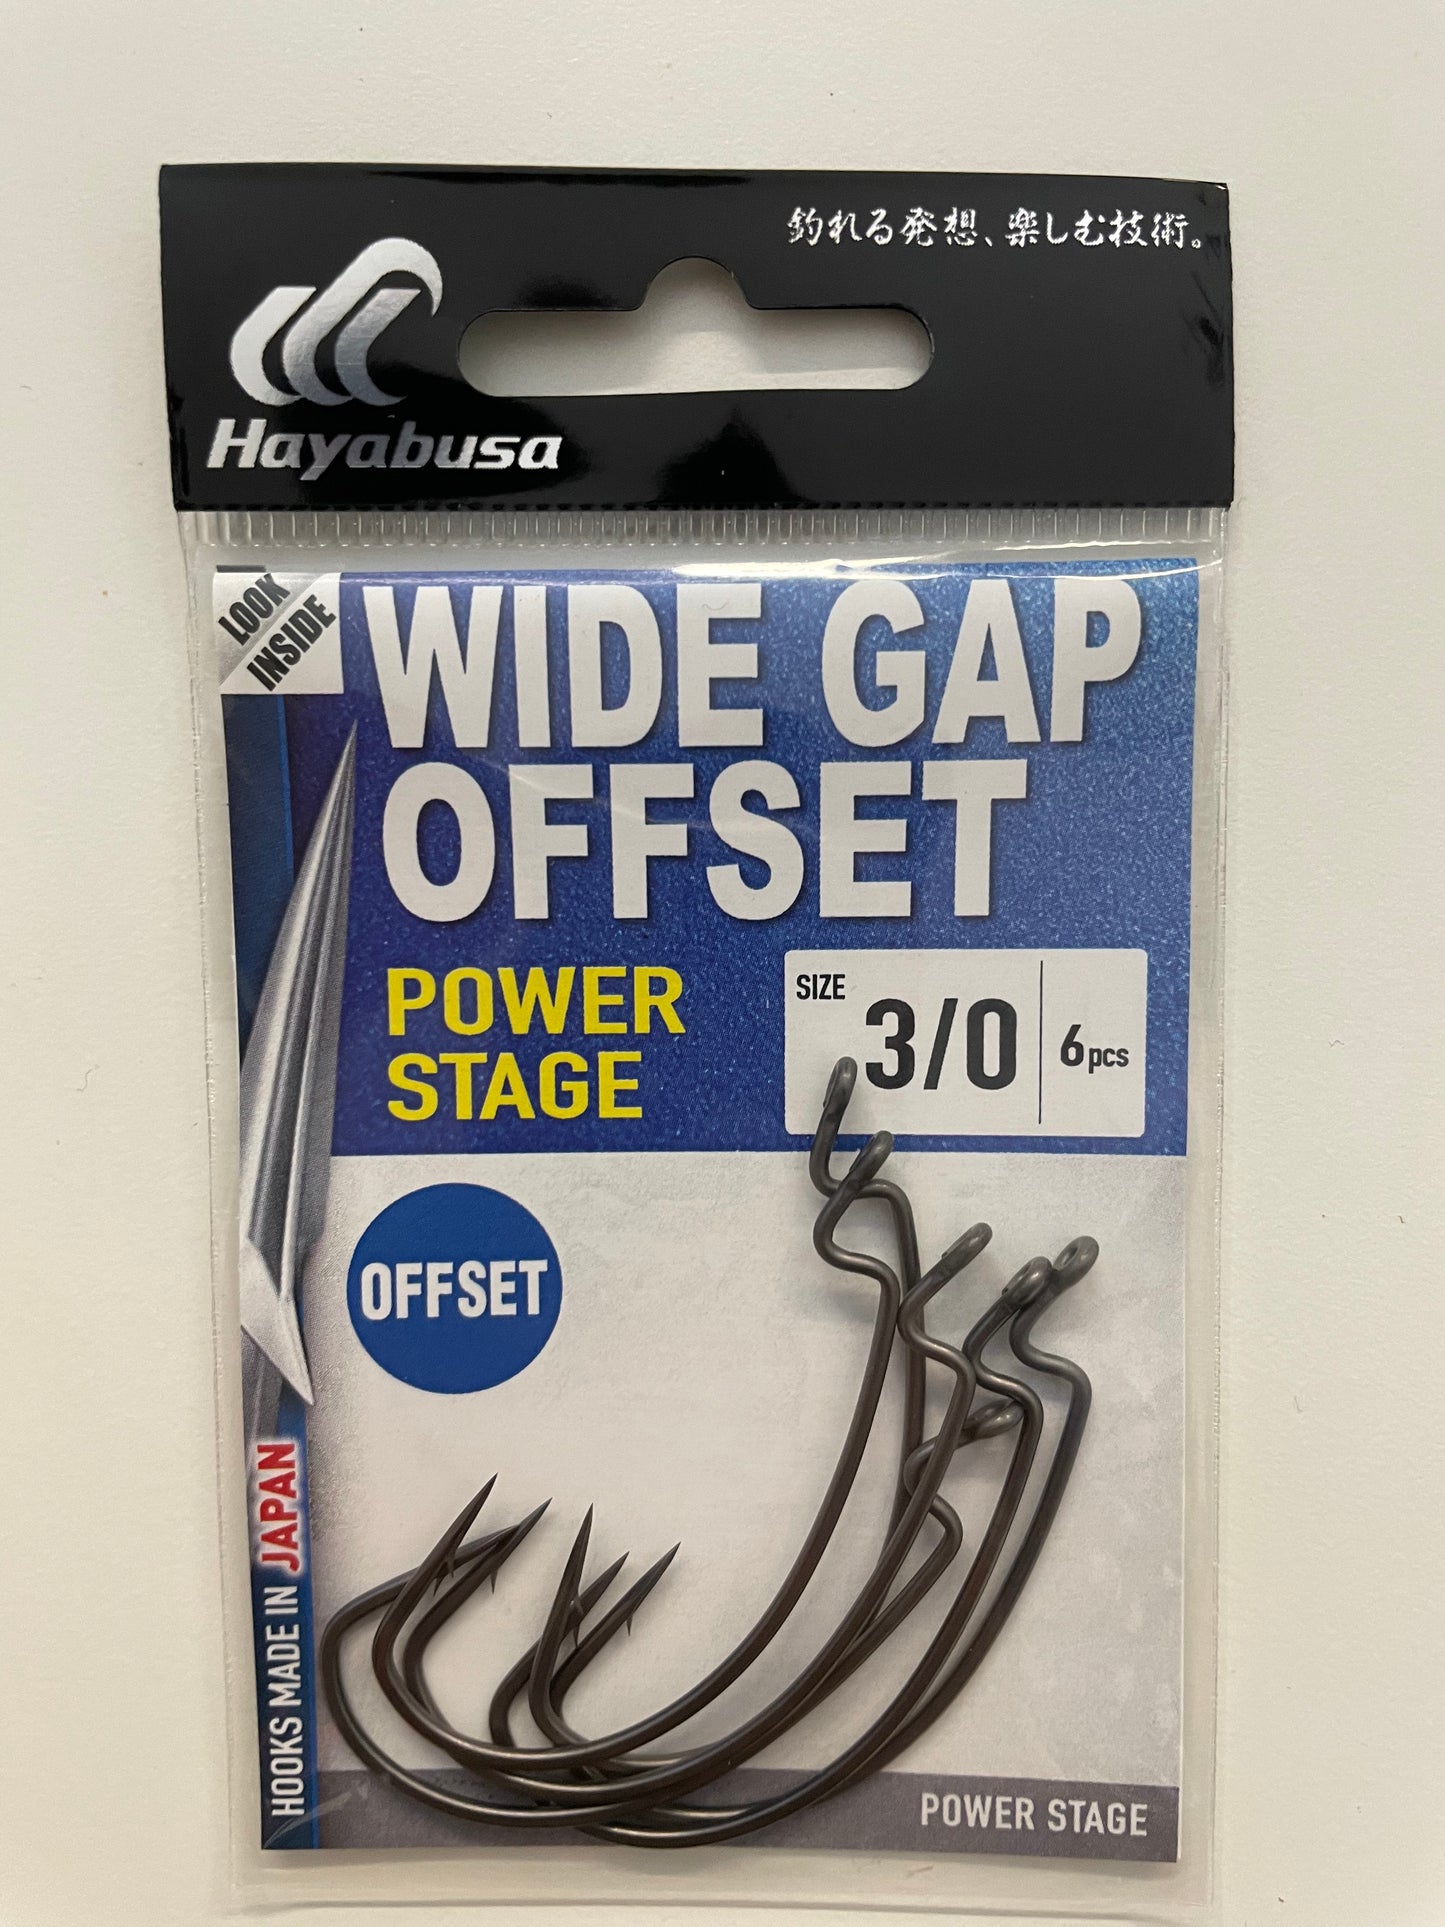 釣れる発想、楽しむ技術。
Hayabusa
LOOK
INSIDE
WIDE GAP
OFFSET
POWER
STAGE
SIZE
3/0
6pcs
OFFSET
HOOKS MADE IN JAPAN
POWER STAGE